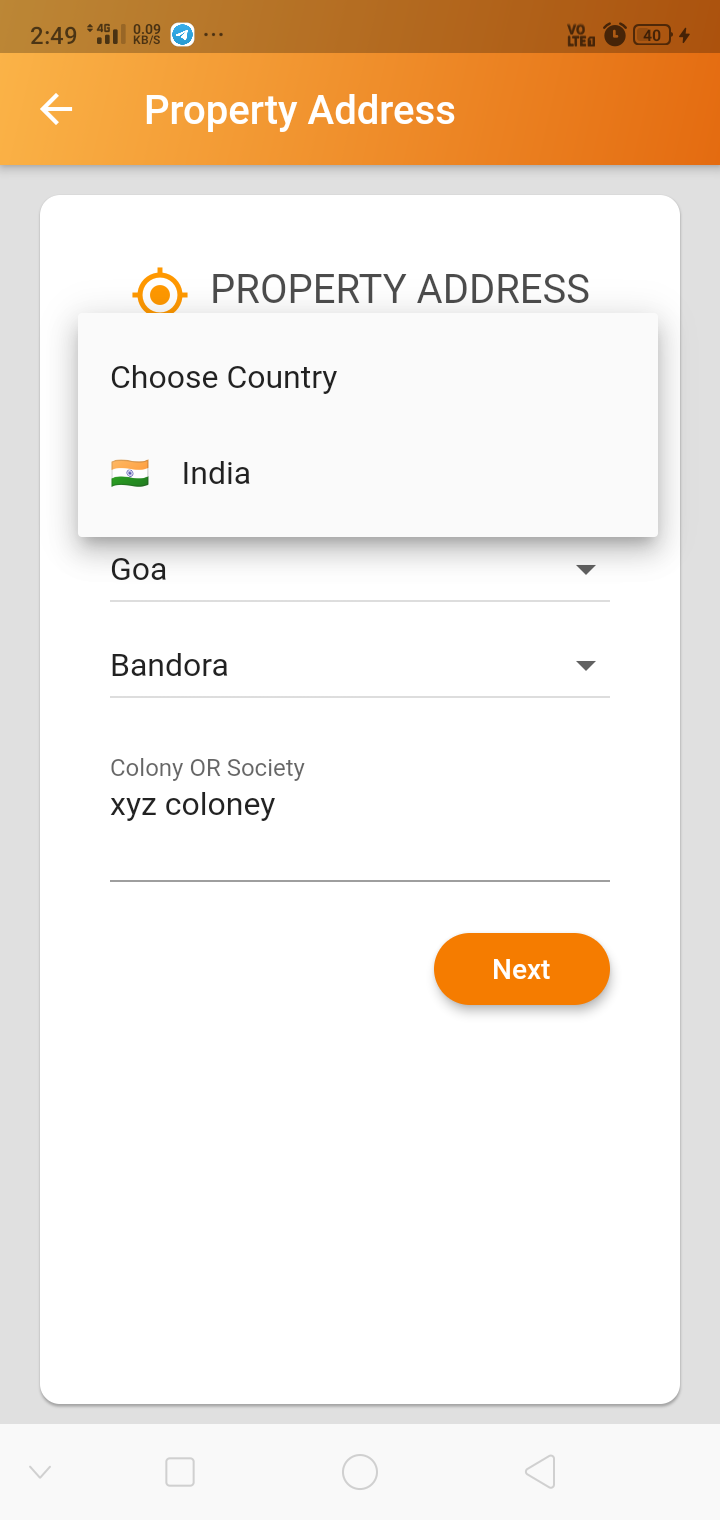 2:49 4G 0.09 KB/S ... VO LTE1 40
Property Address
PROPERTY ADDRESS
Choose Country
India
Goa
Bandora
Colony OR Society
xyz coloney
Next